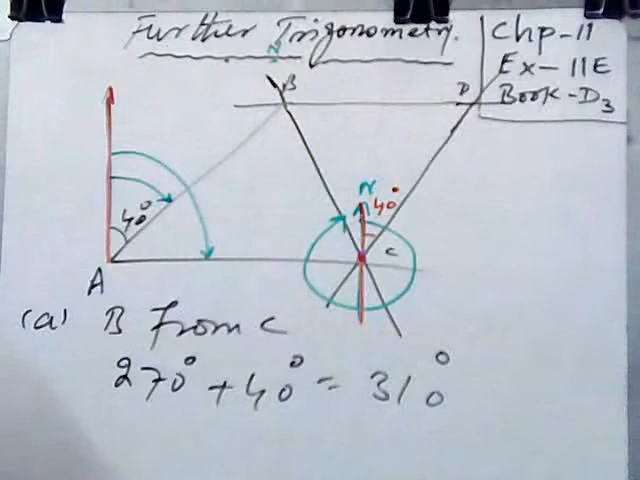 Further Trigonometry.
Chp-11
Ex-11E
Book-D3
N
B
D
40°
N
40°
A
C
(a) B from C
270° + 40° = 310°